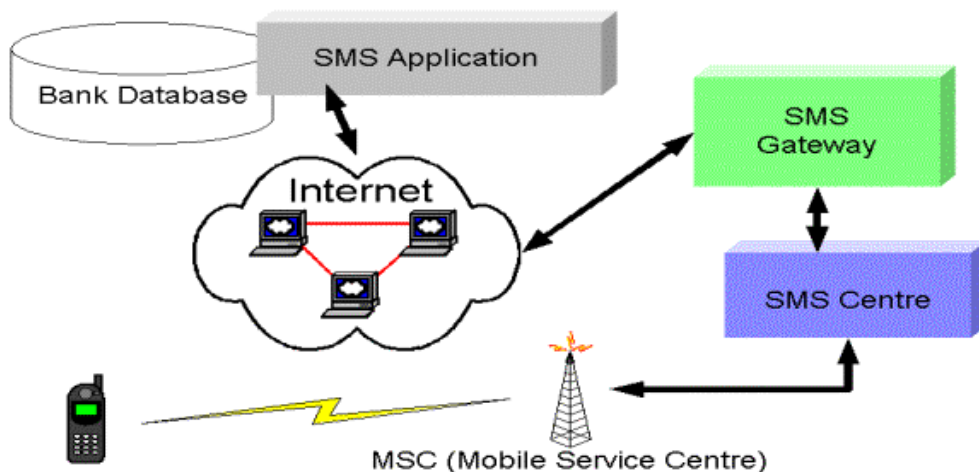 SMS Application
Bank Database
SMS
Gateway
Internet
SMS Centre
MSC (Mobile Service Centre)